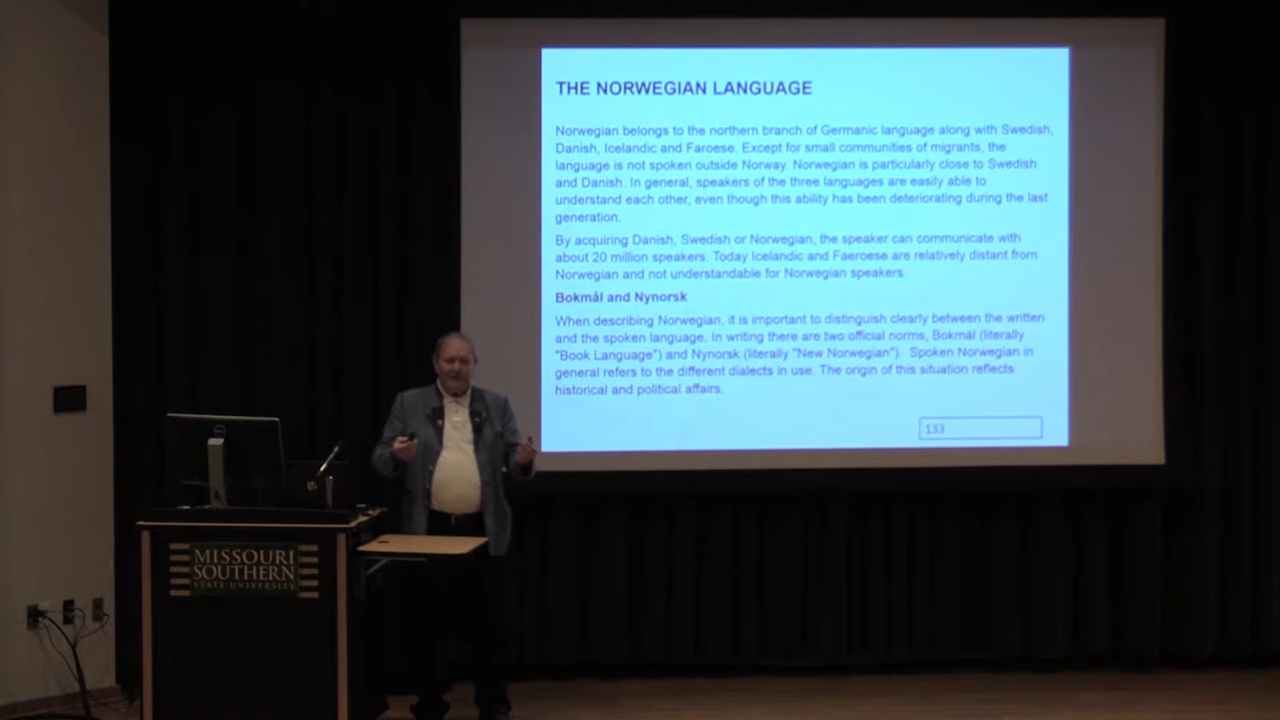 THE NORWEGIAN LANGUAGE
Norwegian belongs to the northern branch of Germanic language along with Swedish,
Danish, Icelandic and Faroese. Except for small communities of migrants, the
language is not spoken outside Norway. Norwegian is particularly close to Swedish
and Danish. In general, speakers of the three languages are easily able to
understand each other, even though this ability has been deteriorating during the last
generation.
By acquiring Danish, Swedish or Norwegian, the speaker can communicate with
about 20 million speakers. Today Icelandic and Faeroese are relatively distant from
Norwegian and not understandable for Norwegian speakers.
Bokmål and Nynorsk
When describing Norwegian, it is important to distinguish clearly between the written
and the spoken language. In writing there are two official norms, Bokmål (literally
"Book Language") and Nynorsk (literally "New Norwegian"). Spoken Norwegian in
general refers to the different dialects in use. The origin of this situation reflects
historical and political affairs.
133
MISSOURI
SOUTHERN
STATE UNIVERSITY